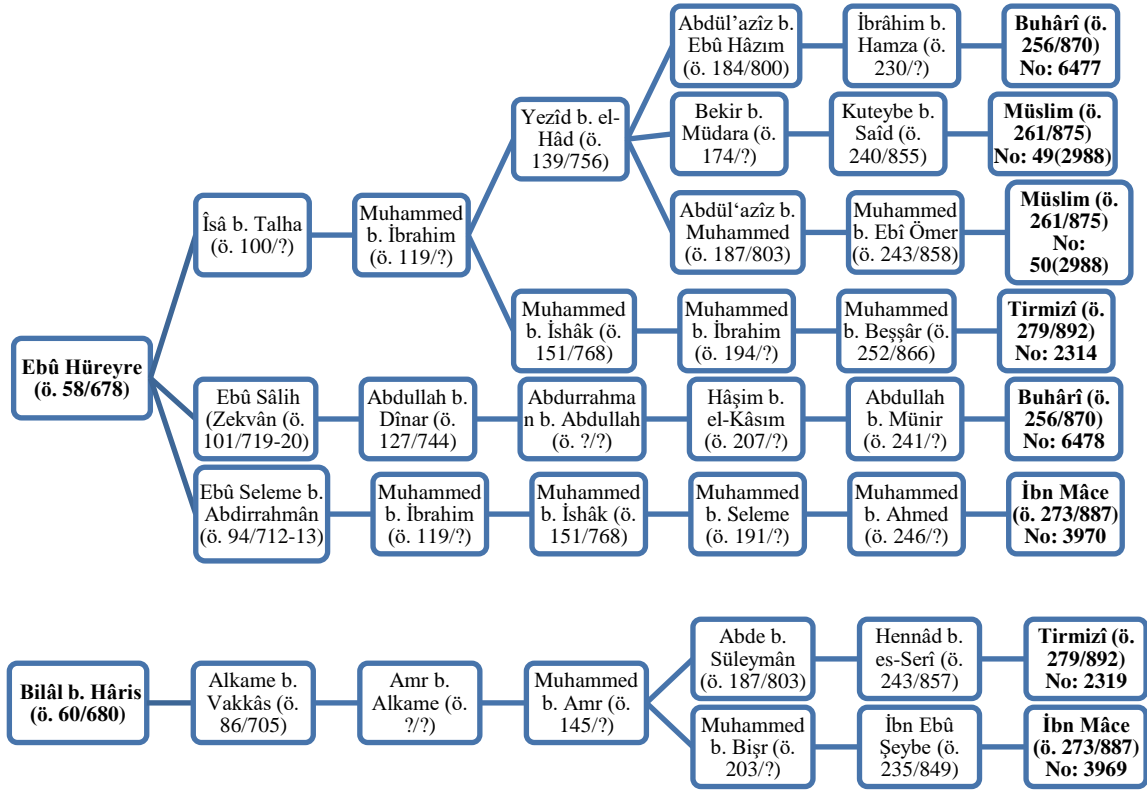 Abdül'azîz b.
Ebû Hâzım
(ö. 184/800)
İbrâhim b.
Hamza (ö.
230/?)
Buhârî (ö.
256/870)
No: 6477
Yezîd b. el-
Hâd (ö.
139/756)
Bekir b.
Müdara (ö.
174/?)
Kuteybe b.
Saîd (ö.
240/855)
Müslim (ö.
261/875)
No: 49(2988)
Îsâ b. Talha
(ö. 100/?)
Muhammed
b. İbrahim
(ö. 119/?)
Abdül‘azîz b.
Muhammed
(ö. 187/803)
Muhammed
b. Ebî Ömer
(ö. 243/858)
Müslim (ö.
261/875)
No:
50(2988)
Muhammed
b. İshâk (ö.
151/768)
Muhammed
b. İbrahim
(ö. 194/?)
Muhammed
b. Beşşâr (ö.
252/866)
Tirmizî (ö.
279/892)
No: 2314
Ebû Hüreyre
(ö. 58/678)
Ebû Sâlih
(Zekvân (ö.
101/719-20)
Abdullah b.
Dînar (ö.
127/744)
Abdurrahma
n b. Abdullah
(ö. ?/?)
Hâşim b.
el-Kâsım
(ö. 207/?)
Abdullah
b. Münir
(ö. 241/?)
Buhârî (ö.
256/870)
No: 6478
Ebû Seleme b.
Abdirrahmân
(ö. 94/712-13)
Muhammed
b. İbrahim
(ö. 119/?)
Muhammed
b. İshâk (ö.
151/768)
Muhammed
b. Seleme
(ö. 191/?)
Muhammed
b. Ahmed
(ö. 246/?)
İbn Mâce
(ö. 273/887)
No: 3970
Bilâl b. Hâris
(ö. 60/680)
Alkame b.
Vakkâs (ö.
86/705)
Amr b.
Alkame (ö.
?/?)
Muhammed
b. Amr (ö.
145/?)
Abde b.
Süleymân
(ö. 187/803)
Hennâd b.
es-Serî (ö.
243/857)
Tirmizî (ö.
279/892)
No: 2319
Muhammed
b. Bişr (ö.
203/?)
İbn Ebû
Şeybe (ö.
235/849)
İbn Mâce
(ö. 273/887)
No: 3969